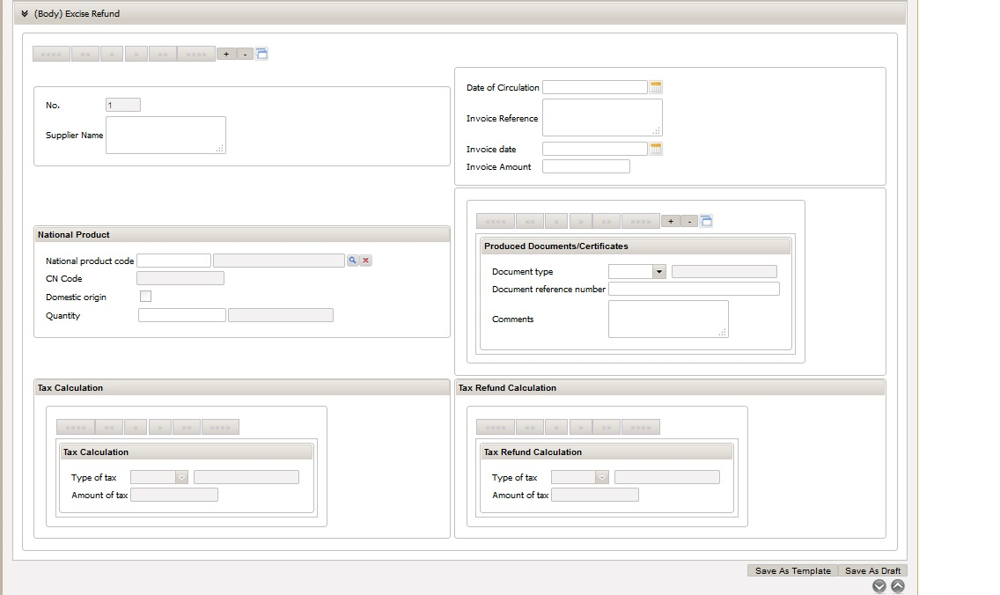 (Body) Excise Refund
<<<< << < > >> >>>> + -
No. 1
Supplier Name
Date of Circulation
Invoice Reference
Invoice date
Invoice Amount
National Product
National product code
CN Code
Domestic origin
Quantity
<<<< << < > >> >>>> + -
Produced Documents/Certificates
Document type
Document reference number
Comments
Tax Calculation
<<<< << < > >> >>>>
Tax Calculation
Type of tax
Amount of tax
Tax Refund Calculation
<<<< << < > >> >>>>
Tax Refund Calculation
Type of tax
Amount of tax
Save As Template Save As Draft